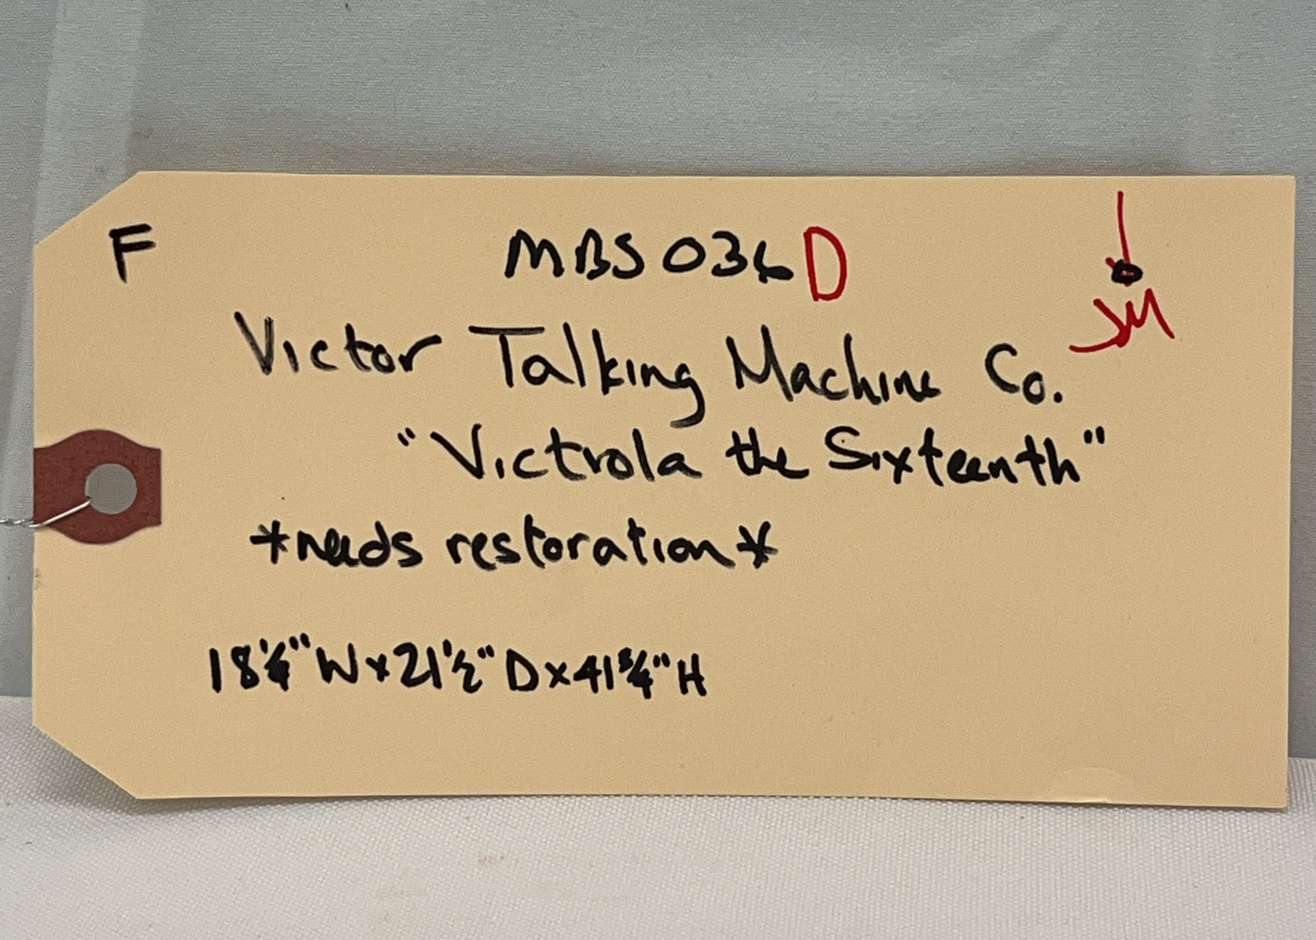 F MBS036D
Victor Talking Machine Co.
"Victrola the Sixteenth"
*needs restoration*
18¼" W x 21½" D x 41¾" H